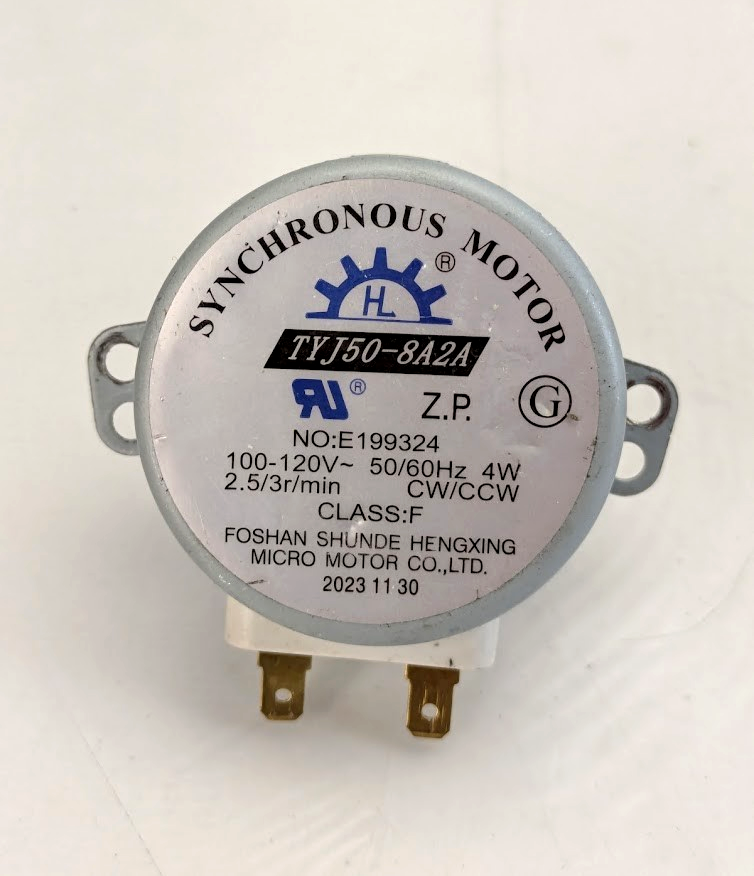 SYNCHRONOUS MOTOR
HL ®
TYJ50-8A2A
RU ®
Z.P. G
NO:E199324
100-120V~ 50/60Hz 4W
2.5/3r/min CW/CCW
CLASS:F
FOSHAN SHUNDE HENGXING
MICRO MOTOR CO.,LTD.
2023 11 30